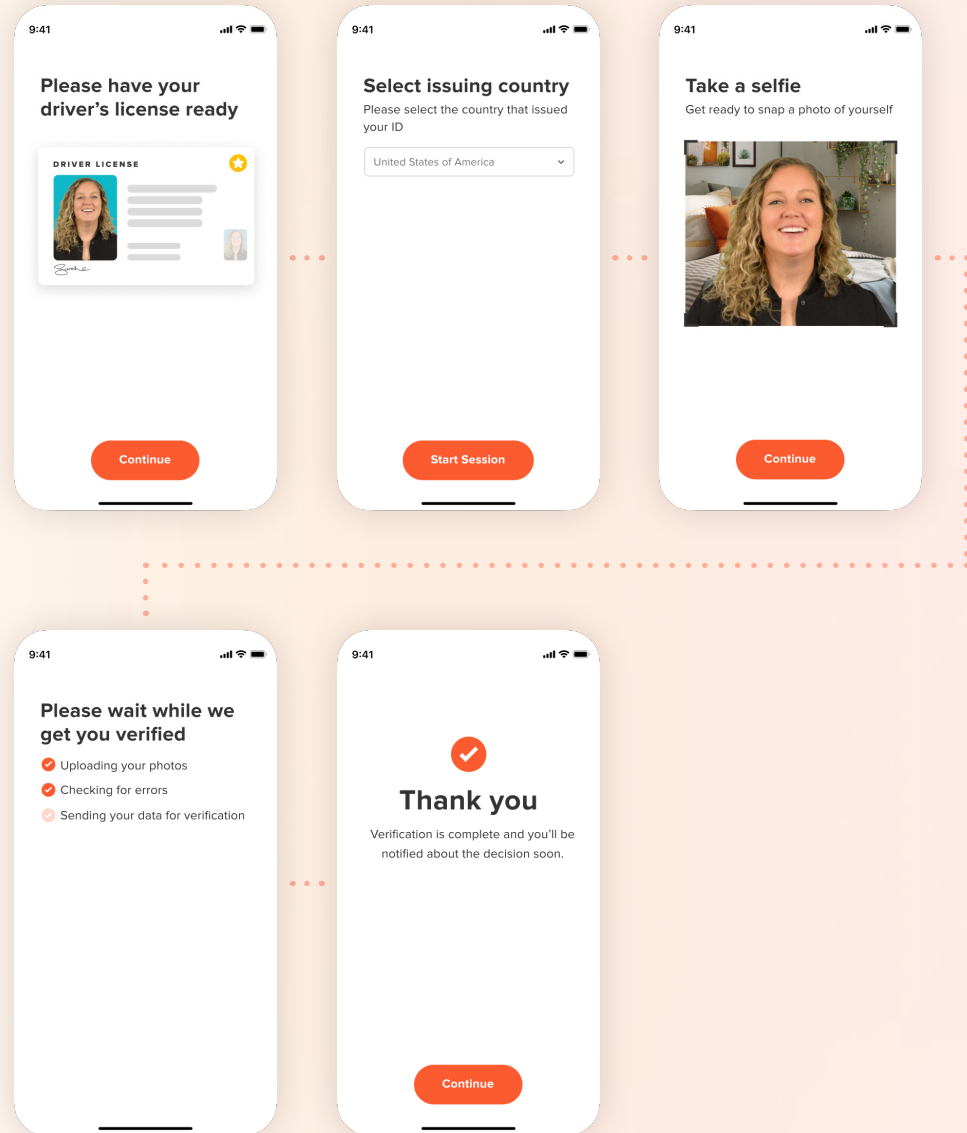 9:41
Please have your
driver’s license ready
DRIVER LICENSE
Continue
9:41
Select issuing country
Please select the country that issued
your ID
United States of America
Start Session
9:41
Take a selfie
Get ready to snap a photo of yourself
Continue
9:41
Please wait while we
get you verified
Uploading your photos
Checking for errors
Sending your data for verification
9:41
Thank you
Verification is complete and you’ll be
notified about the decision soon.
Continue